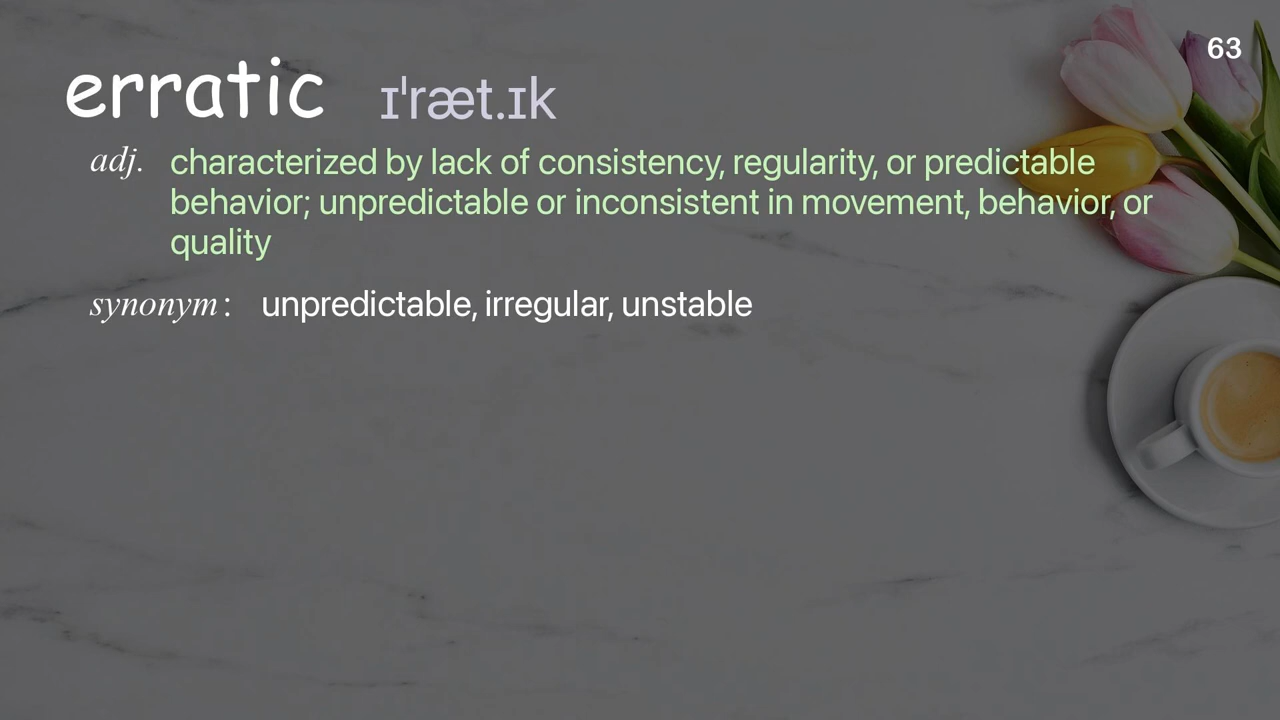 63
erratic ɪˈræt.ɪk
adj. characterized by lack of consistency, regularity, or predictable
behavior; unpredictable or inconsistent in movement, behavior, or
quality
synonym: unpredictable, irregular, unstable